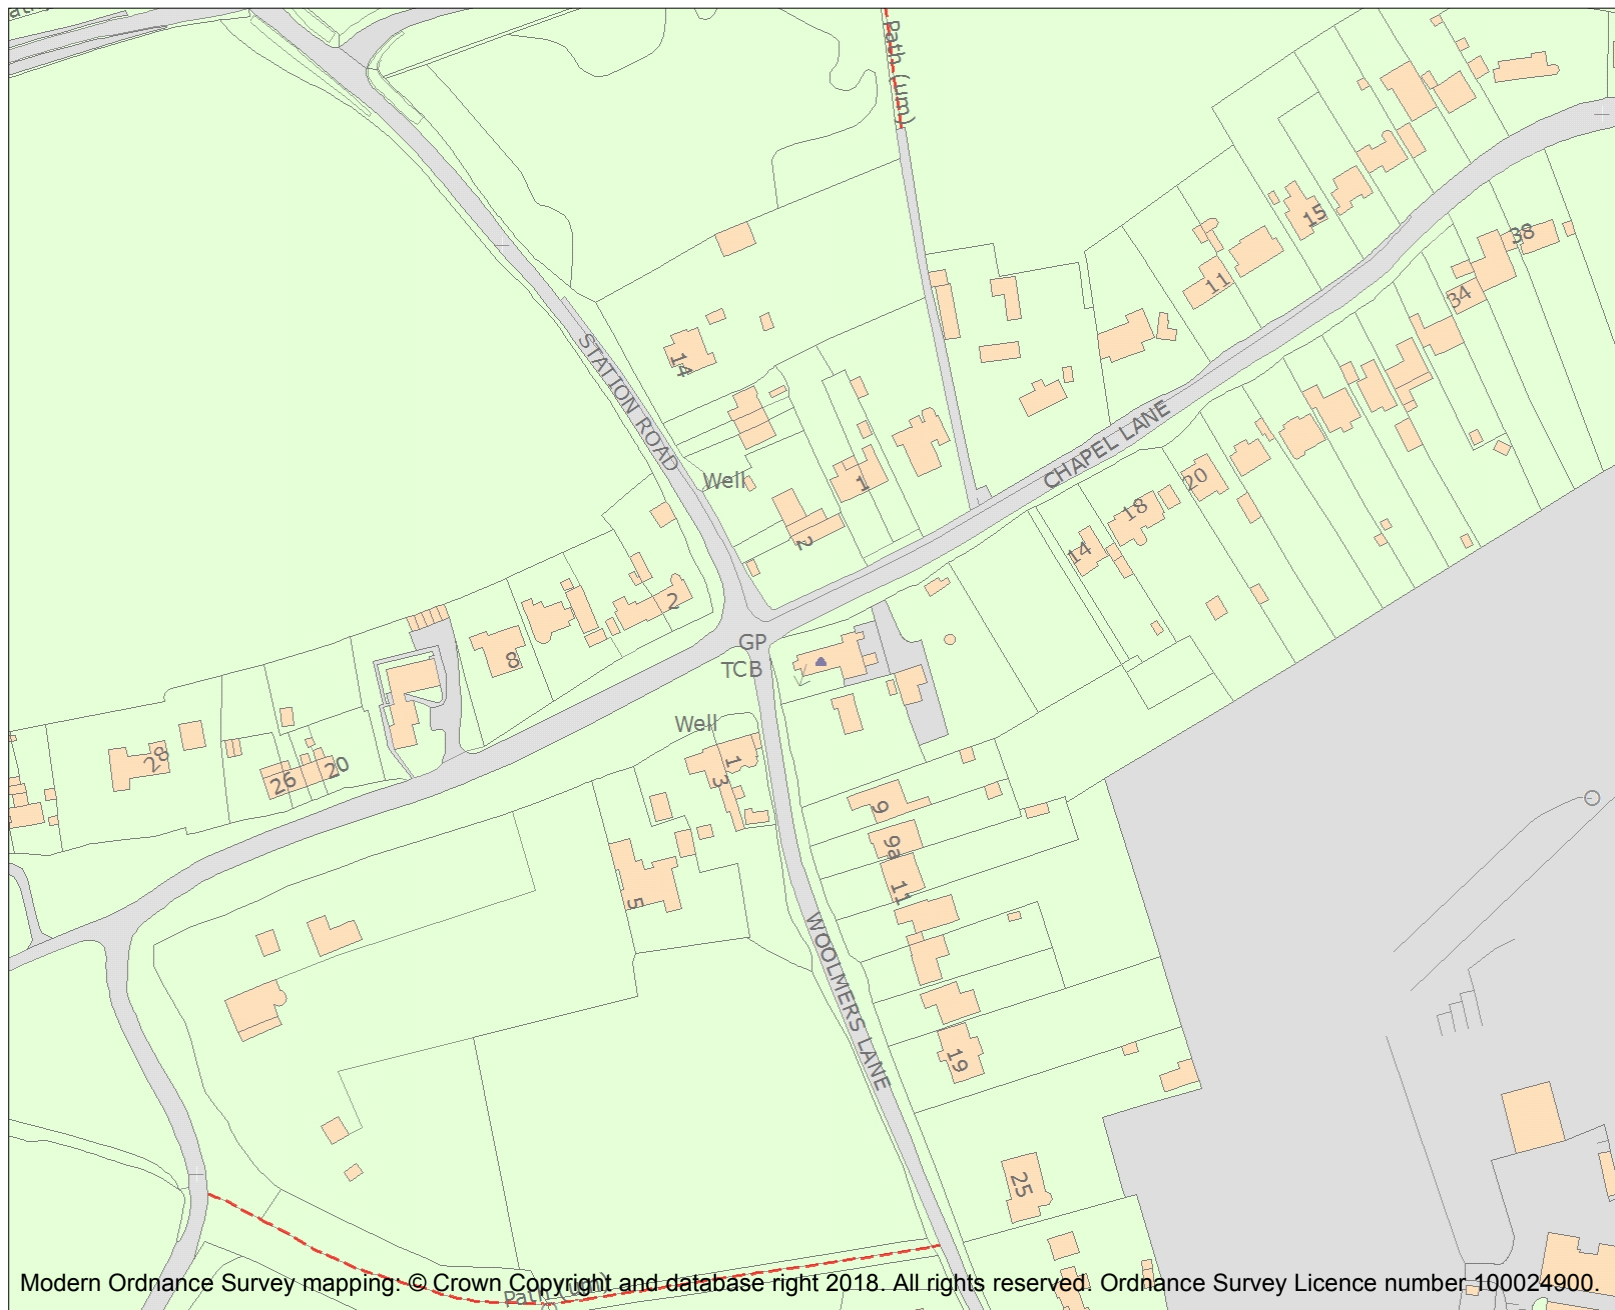 Path (um)
15
38
11
34
STATION ROAD
14
CHAPEL LANE
Well
1
20
18
2
14
2
GP
TCB
8
Well
1
3
28
26
20
9
9a
11
5
WOOLMERS LANE
19
25
Path (um)
Modern Ordnance Survey mapping: © Crown Copyright and database right 2018. All rights reserved. Ordnance Survey Licence number 100024900.